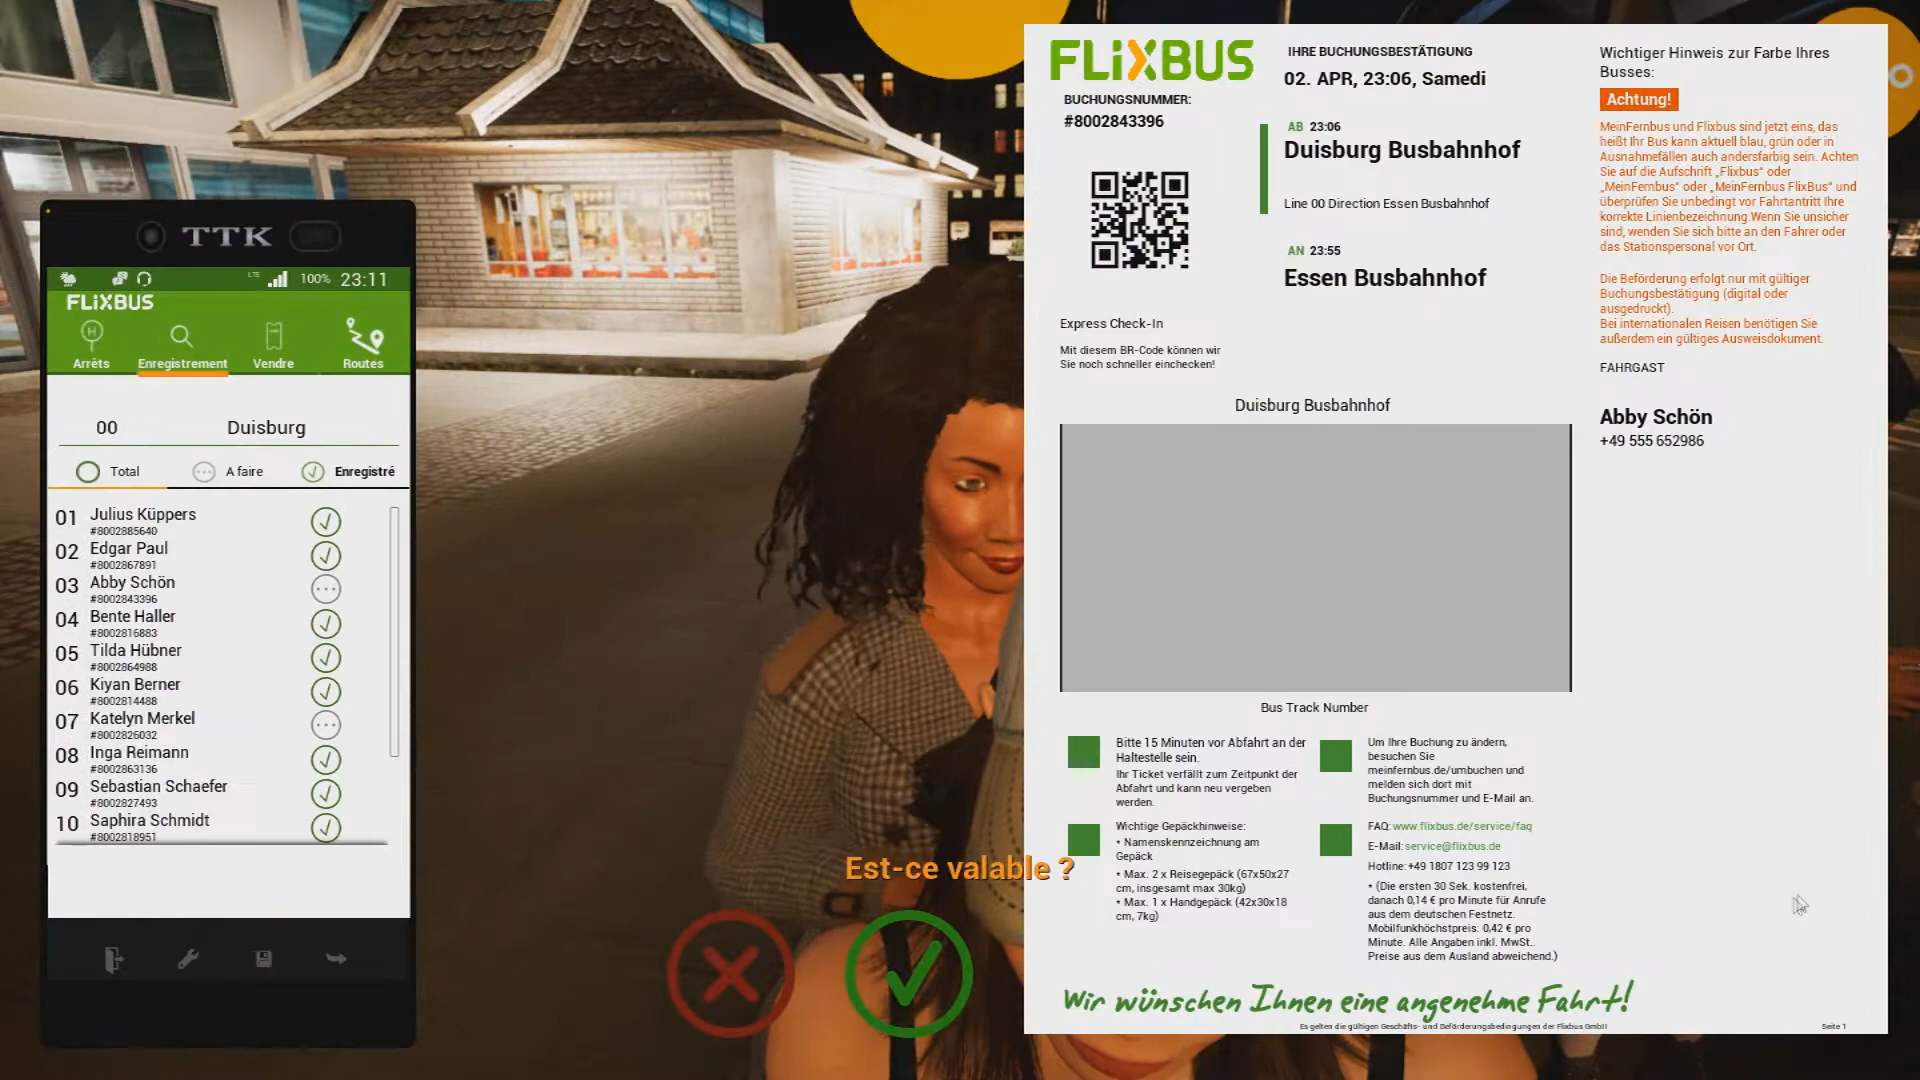 TTK
LTE 100% 23:11
FLiXBUS
Arrêts Enregistrement Vendre Routes
00 Duisburg
Total A faire Enregistré
01 Julius Küppers
#8002885640
02 Edgar Paul
#8002867891
03 Abby Schön
#8002843396
04 Bente Haller
#8002816883
05 Tilda Hübner
#8002864988
06 Kiyan Berner
#8002814488
07 Katelyn Merkel
#8002826032
08 Inga Reimann
#8002863136
09 Sebastian Schaefer
#8002827493
10 Saphira Schmidt
#8002818951
Est-ce valable ?
FLiXBUS
BUCHUNGSNUMMER:
#8002843396
Express Check-In
Mit diesem BR-Code können wir
Sie noch schneller einchecken!
IHRE BUCHUNGSBESTÄTIGUNG
02. APR, 23:06, Samedi
AB 23:06
Duisburg Busbahnhof
Line 00 Direction Essen Busbahnhof
AN 23:55
Essen Busbahnhof
Wichtiger Hinweis zur Farbe Ihres
Busses:
Achtung!
MeinFernbus und Flixbus sind jetzt eins, das
heißt Ihr Bus kann aktuell blau, grün oder in
Ausnahmefällen auch andersfarbig sein. Achten
Sie auf die Aufschrift „Flixbus" oder
„MeinFernbus" oder „MeinFernbus FlixBus" und
überprüfen Sie unbedingt vor Fahrtantritt Ihre
korrekte Linienbezeichnung.Wenn Sie unsicher
sind, wenden Sie sich bitte an den Fahrer oder
das Stationspersonal vor Ort.
Die Beförderung erfolgt nur mit gültiger
Buchungsbestätigung (digital oder
ausgedruckt).
Bei internationalen Reisen benötigen Sie
außerdem ein gültiges Ausweisdokument.
FAHRGAST
Abby Schön
+49 555 652986
Duisburg Busbahnhof
Bus Track Number
Bitte 15 Minuten vor Abfahrt an der
Haltestelle sein.
Ihr Ticket verfällt zum Zeitpunkt der
Abfahrt und kann neu vergeben
werden.
Wichtige Gepäckhinweise:
• Namenskennzeichnung am
Gepäck
• Max. 2 x Reisegepäck (67x50x27
cm, insgesamt max 30kg)
• Max. 1 x Handgepäck (42x30x18
cm, 7kg)
Um Ihre Buchung zu ändern,
besuchen Sie
meinfernbus.de/umbuchen und
melden sich dort mit
Buchungsnummer und E-Mail an.
FAQ: www.flixbus.de/service/faq
E-Mail: service@flixbus.de
Hotline: +49 1807 123 99 123
• (Die ersten 30 Sek. kostenfrei,
danach 0,14 € pro Minute für Anrufe
aus dem deutschen Festnetz.
Mobilfunkhöchstpreis: 0,42 € pro
Minute. Alle Angaben inkl. MwSt..
Preise aus dem Ausland abweichend.)
Wir wünschen Ihnen eine angenehme Fahrt!
Es gelten die gültigen Geschäfts- und Beförderungsbedingungen der Flixbus GmbH
Seite 1